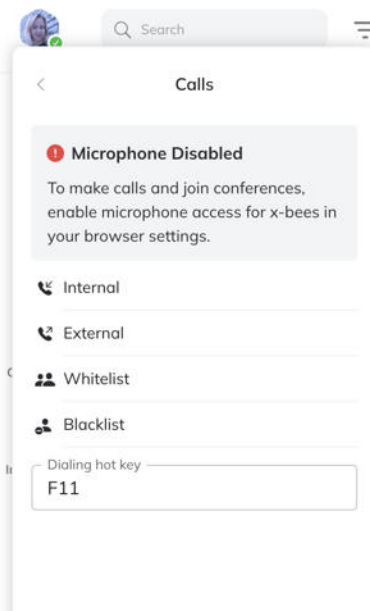 Search
Calls
Microphone Disabled
To make calls and join conferences,
enable microphone access for x-bees in
your browser settings.
Internal
External
Whitelist
Blacklist
Dialing hot key
F11